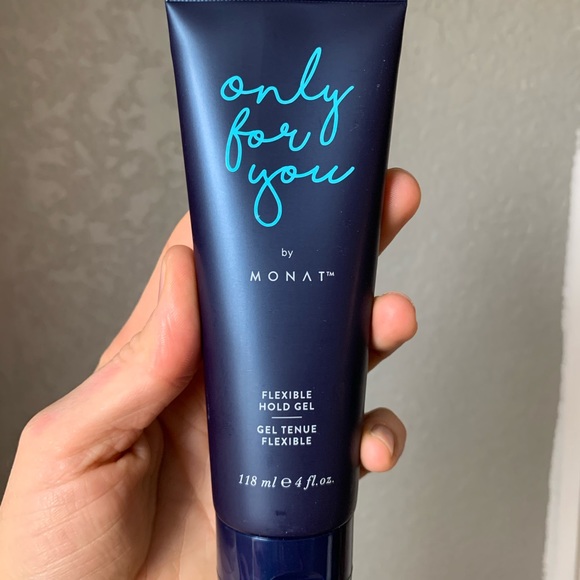 only
for
you
by
MONAT™
FLEXIBLE
HOLD GEL
GEL TENUE
FLEXIBLE
118 ml ℮ 4 fl.oz.